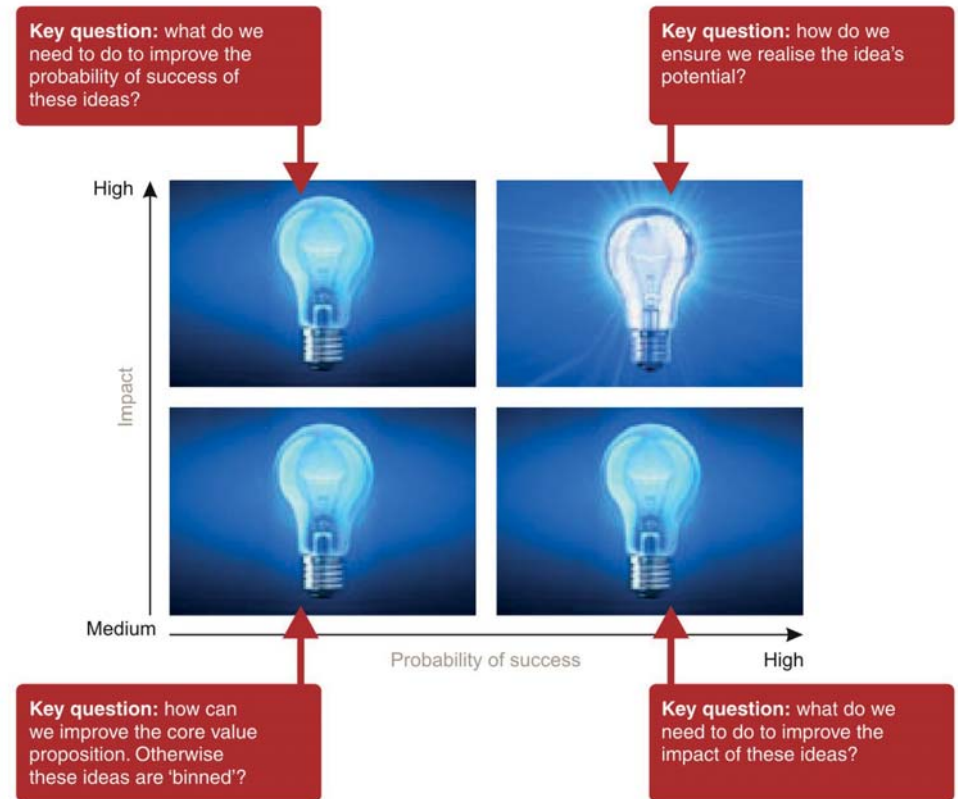 Key question: what do we
need to do to improve the
probability of success of
these ideas?
Key question: how do we
ensure we realise the idea's
potential?
High
Impact
Medium
Probability of success
High
Key question: how can
we improve the core value
proposition. Otherwise
these ideas are 'binned'?
Key question: what do we
need to do to improve the
impact of these ideas?